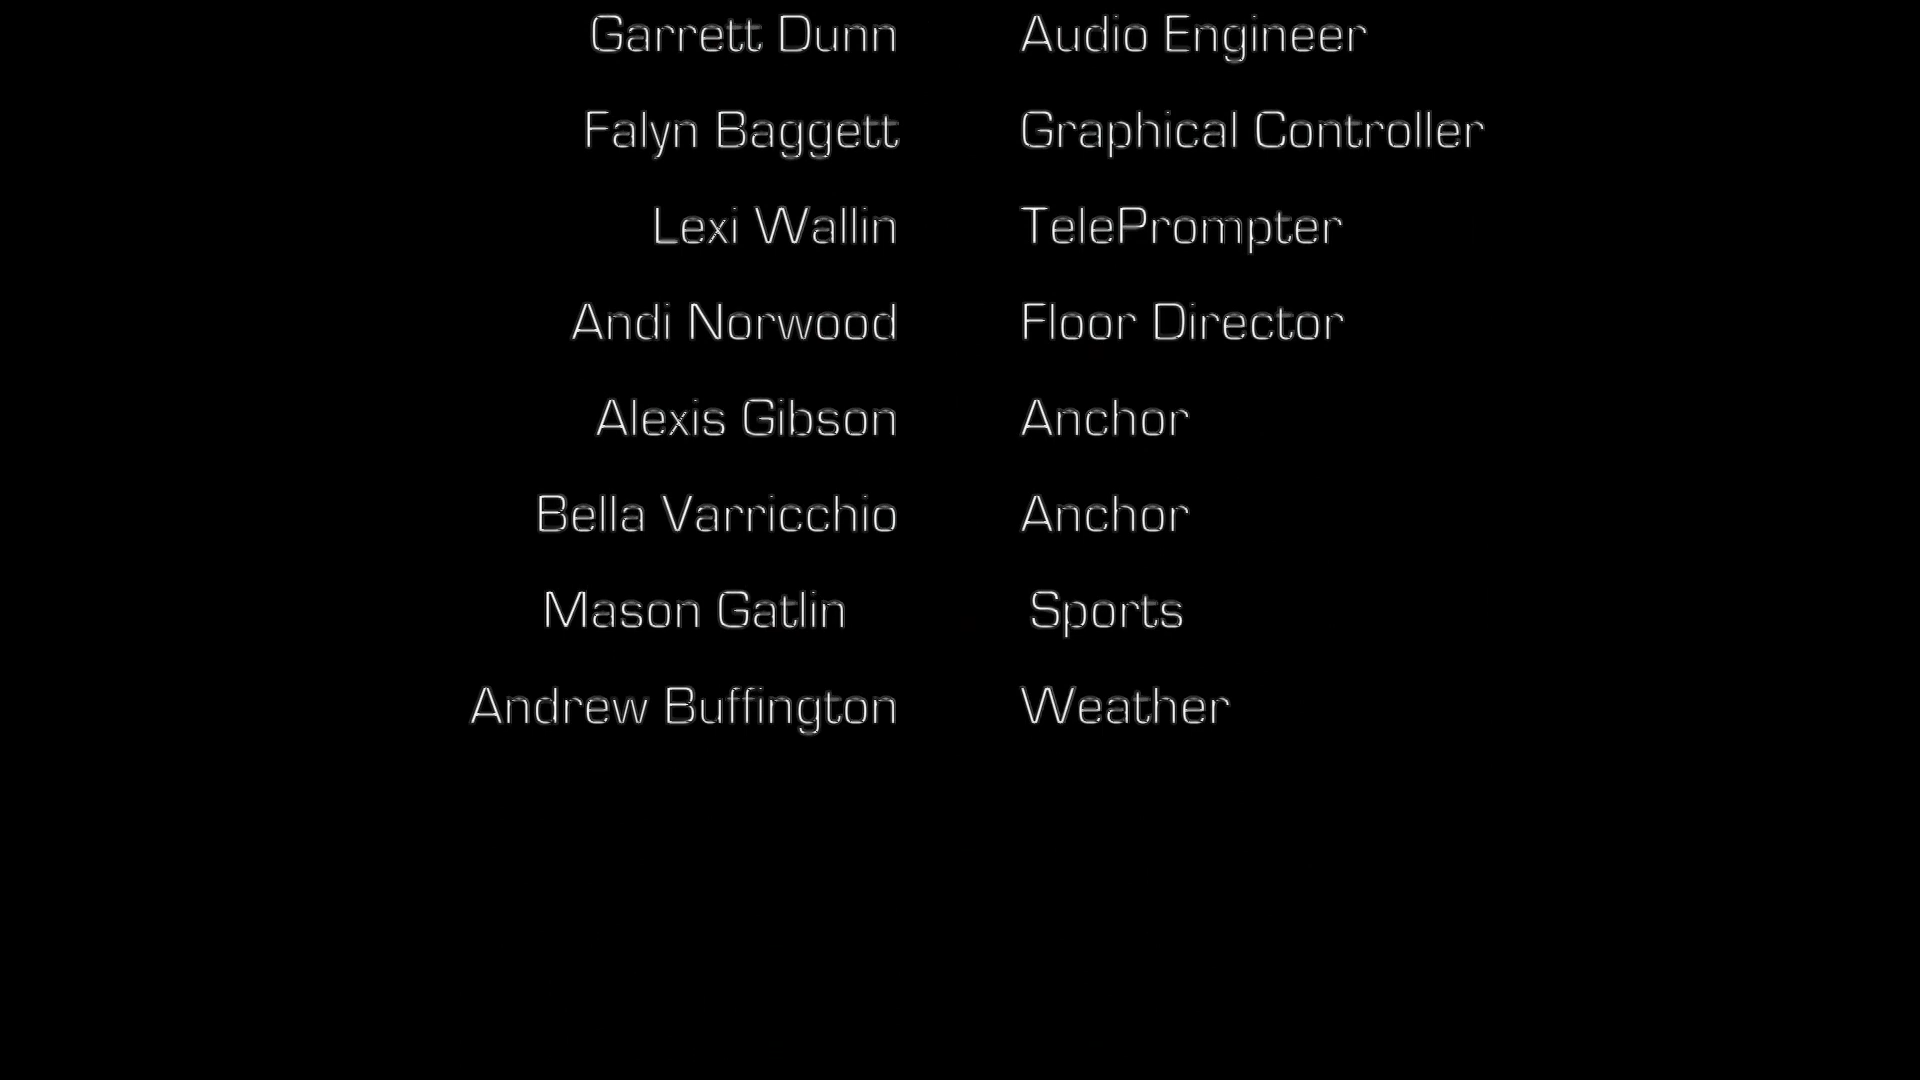 Garrett Dunn Audio Engineer
Falyn Baggett Graphical Controller
Lexi Wallin TelePrompter
Andi Norwood Floor Director
Alexis Gibson Anchor
Bella Varricchio Anchor
Mason Gatlin Sports
Andrew Buffington Weather